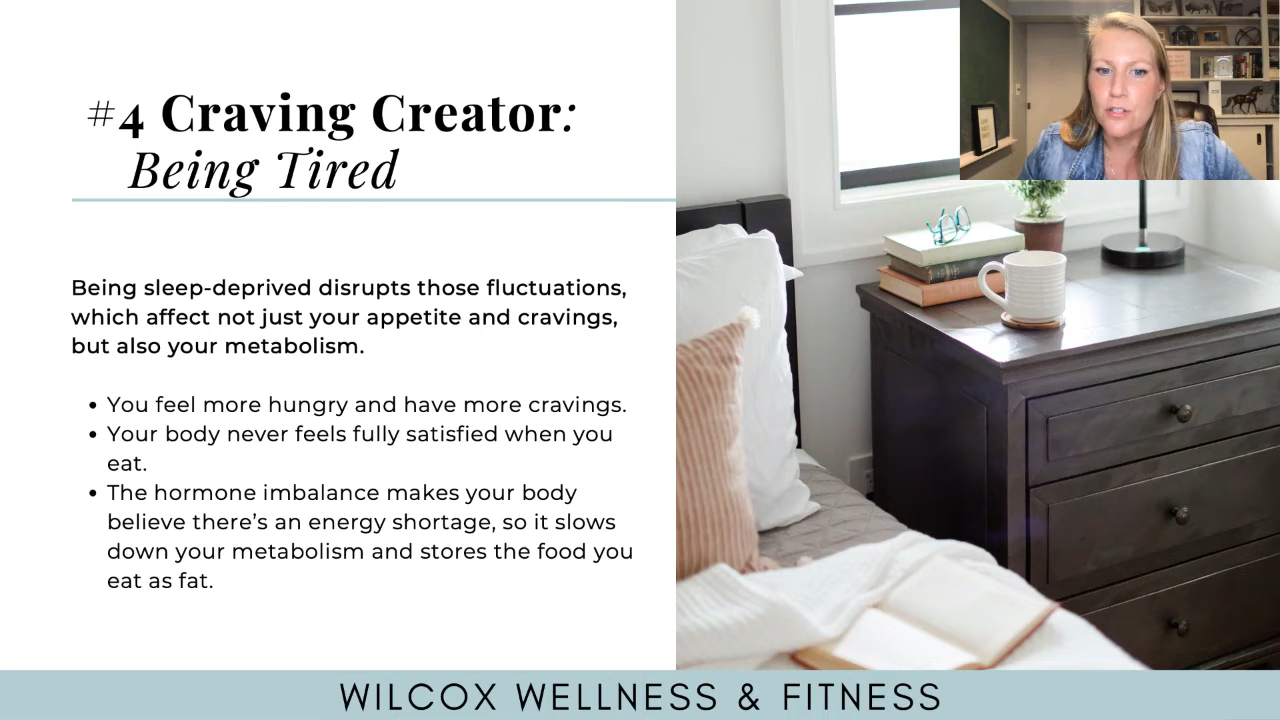 #4 Craving Creator:
Being Tired
Being sleep-deprived disrupts those fluctuations,
which affect not just your appetite and cravings,
but also your metabolism.
• You feel more hungry and have more cravings.
• Your body never feels fully satisfied when you
eat.
• The hormone imbalance makes your body
believe there’s an energy shortage, so it slows
down your metabolism and stores the food you
eat as fat.
WILCOX WELLNESS & FITNESS